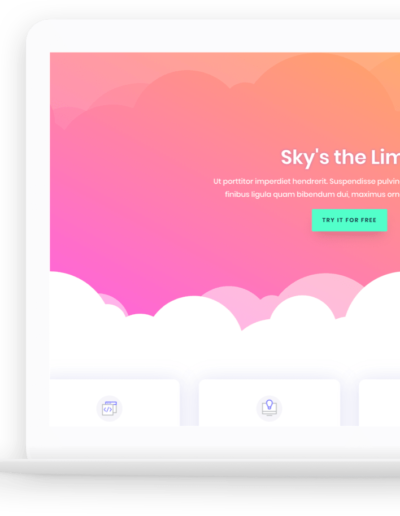 Sky's the Lim
Ut porttitor imperdiet hendrerit. Suspendisse pulvin
finibus ligula quam bibendum dui, maximus orn
TRY IT FOR FREE